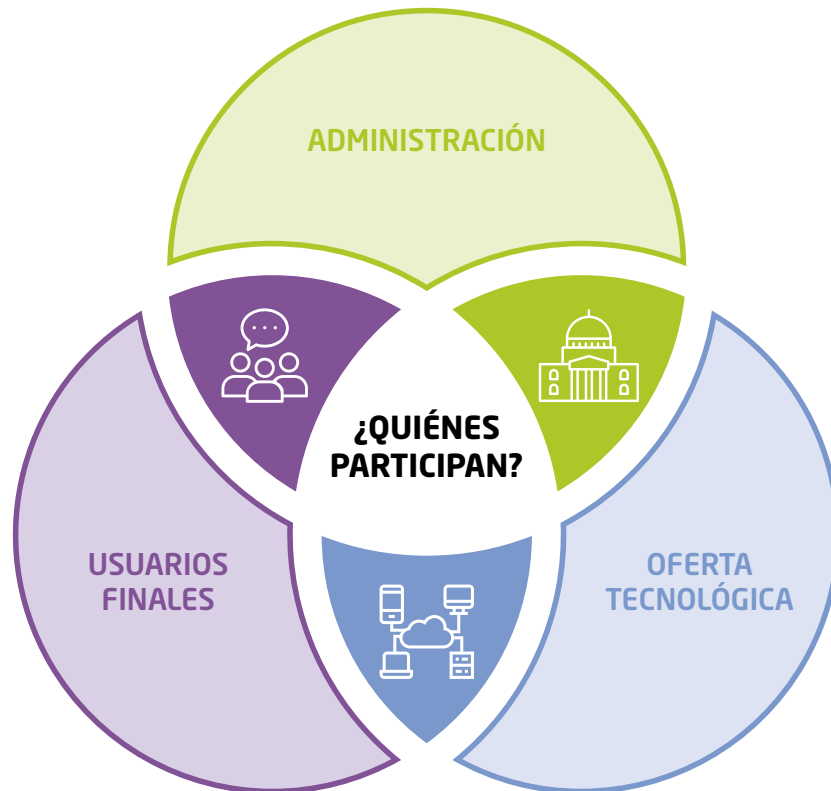 ADMINISTRACIÓN
¿QUIÉNES
PARTICIPAN?
USUARIOS
FINALES
OFERTA
TECNOLÓGICA